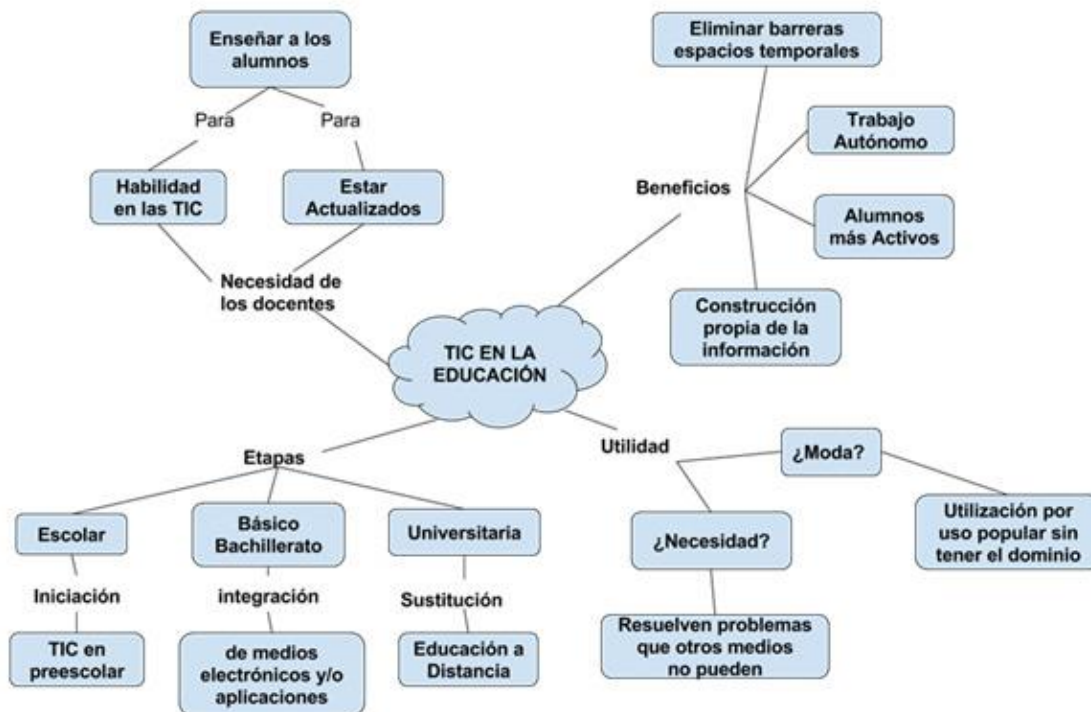 Enseñar a los
alumnos
Para
Para
Habilidad
en las TIC
Estar
Actualizados
Necesidad de
los docentes
Eliminar barreras
espacios temporales
Trabajo
Autónomo
Beneficios
Alumnos
más Activos
Construcción
propia de la
información
TIC EN LA
EDUCACIÓN
Utilidad
¿Moda?
Utilización por
uso popular sin
tener el dominio
¿Necesidad?
Resuelven problemas
que otros medios
no pueden
Etapas
Escolar
Iniciación
TIC en
preescolar
Básico
Bachillerato
integración
de medios
electrónicos y/o
aplicaciones
Universitaria
Sustitución
Educación a
Distancia